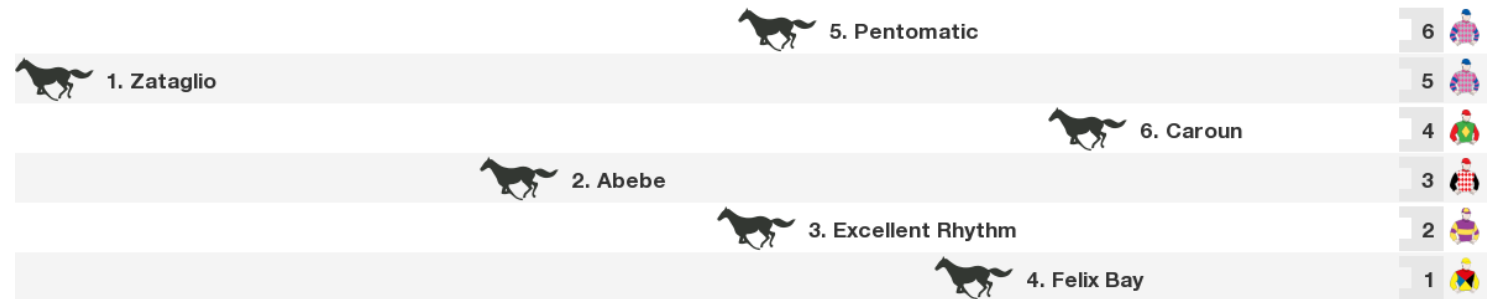 5. Pentomatic 6
1. Zataglio 5
6. Caroun 4
2. Abebe 3
3. Excellent Rhythm 2
4. Felix Bay 1